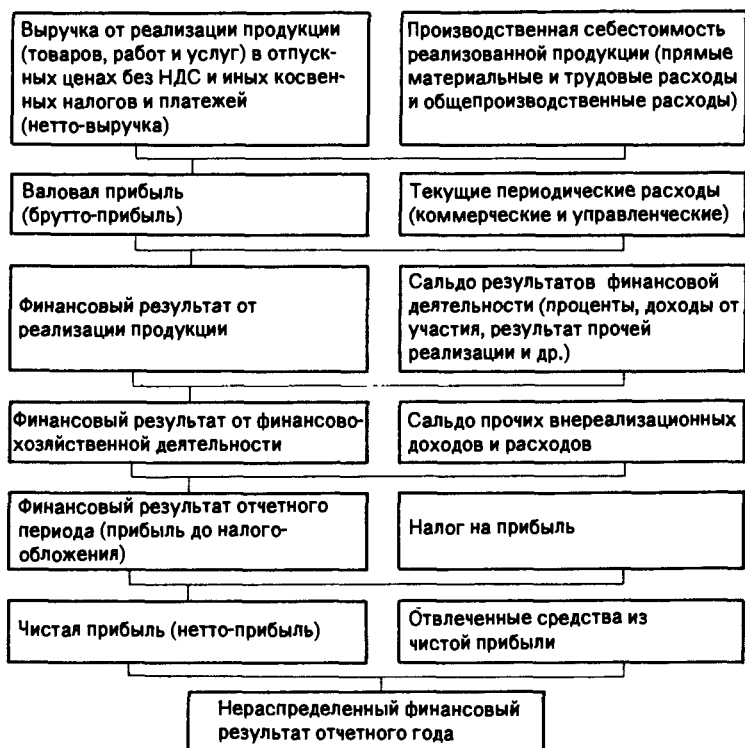 Выручка от реализации продукции
(товаров, работ и услуг) в отпуск-
ных ценах без НДС и иных косвен-
ных налогов и платежей
(нетто-выручка)
Производственная себестоимость
реализованной продукции (прямые
материальные и трудовые расходы
и общепроизводственные расходы)
Валовая прибыль
(брутто-прибыль)
Текущие периодические расходы
(коммерческие и управленческие)
Финансовый результат от
реализации продукции
Сальдо результатов финансовой
деятельности (проценты, доходы от
участия, результат прочей
реализации и др.)
Финансовый результат от финансово-
хозяйственной деятельности
Сальдо прочих внереализационных
доходов и расходов
Финансовый результат отчетного
периода (прибыль до налого-
обложения)
Налог на прибыль
Чистая прибыль (нетто-прибыль)
Отвлеченные средства из
чистой прибыли
Нераспределенный финансовый
результат отчетного года